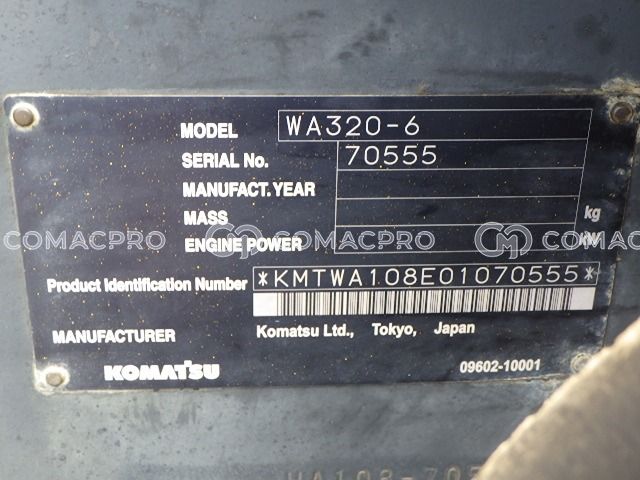 MODEL WA320-6
SERIAL No. 70555
MANUFACT. YEAR
MASS kg
COMACPRO COMACPRO
ENGINE POWER kW
Product Identification Number *KMTWA108E01070555*
MANUFACTURER Komatsu Ltd., Tokyo, Japan
KOMATSU 09602-10001